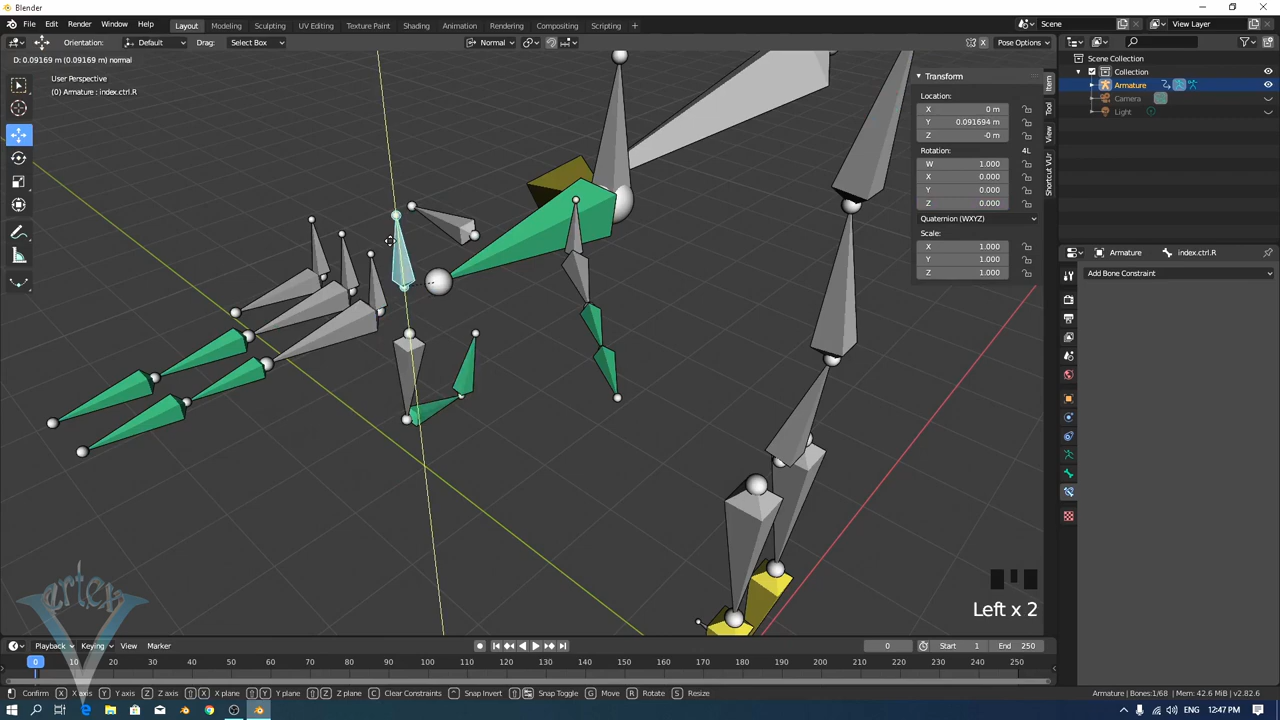 Blender
File Edit Render Window Help
Layout Modeling Sculpting UV Editing Texture Paint Shading Animation Rendering Compositing Scripting +
Scene
View Layer
Orientation: Default Drag: Select Box
Normal
Pose Options
D: 0.09169 m (0.09169 m) normal
User Perspective
(0) Armature : index.ctrl.R
Transform
Location:
X 0 m
Y 0.091694 m
Z -0 m
Rotation: 4L
W 1.000
X 0.000
Y 0.000
Z 0.000
Quaternion (WXYZ)
Scale:
X 1.000
Y 1.000
Z 1.000
Item
Tool
View
Shortcut VUr
Scene Collection
Collection
Armature
Camera
Light
Armature index.ctrl.R
Add Bone Constraint
Left x 2
artex
Playback Keying View Marker
0 Start 1 End 250
0 10 20 30 40 50 60 70 80 90 100 110 120 130 140 150 160 170 180 190 200 210 220 230 240 250
Confirm X X axis Y Y axis Z Z axis X X plane Y Y plane Z Z plane C Clear Constraints Snap Invert Snap Toggle G Move R Rotate S Resize
Armature | Bones:1/68 | Mem: 42.6 MiB | v2.82.6
ENG 12:47 PM